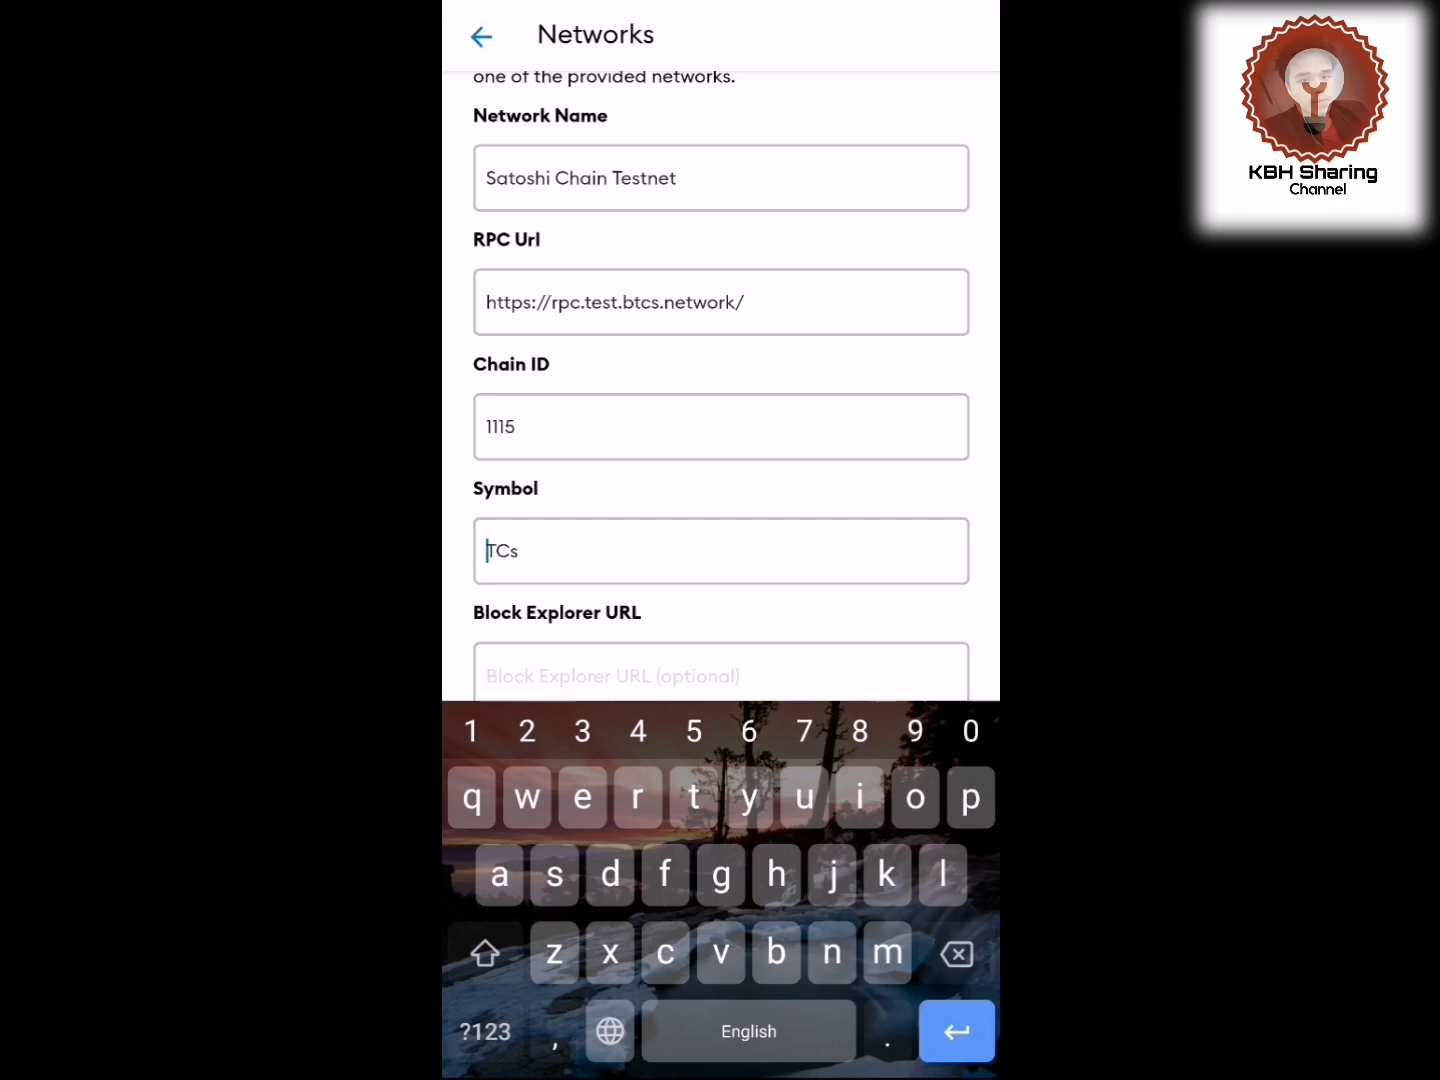 Networks
one of the provided networks.
Network Name
Satoshi Chain Testnet
RPC Url
https://rpc.test.btcs.network/
Chain ID
1115
Symbol
TCs
Block Explorer URL
Block Explorer URL (optional)
1 2 3 4 5 6 7 8 9 0
q w e r t y u i o p
a s d f g h j k l
z x c v b n m
?123 , English .
KBH Sharing
Channel